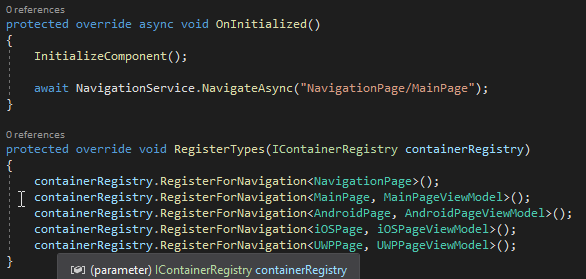 0 references
protected override async void OnInitialized()
{
InitializeComponent();
await NavigationService.NavigateAsync("NavigationPage/MainPage");
}
0 references
protected override void RegisterTypes(IContainerRegistry containerRegistry)
{
containerRegistry.RegisterForNavigation<NavigationPage>();
containerRegistry.RegisterForNavigation<MainPage, MainPageViewModel>();
containerRegistry.RegisterForNavigation<AndroidPage, AndroidPageViewModel>();
containerRegistry.RegisterForNavigation<iOSPage, iOSPageViewModel>();
containerRegistry.RegisterForNavigation<UWPPage, UWPPageViewModel>();
}
(parameter) IContainerRegistry containerRegistry